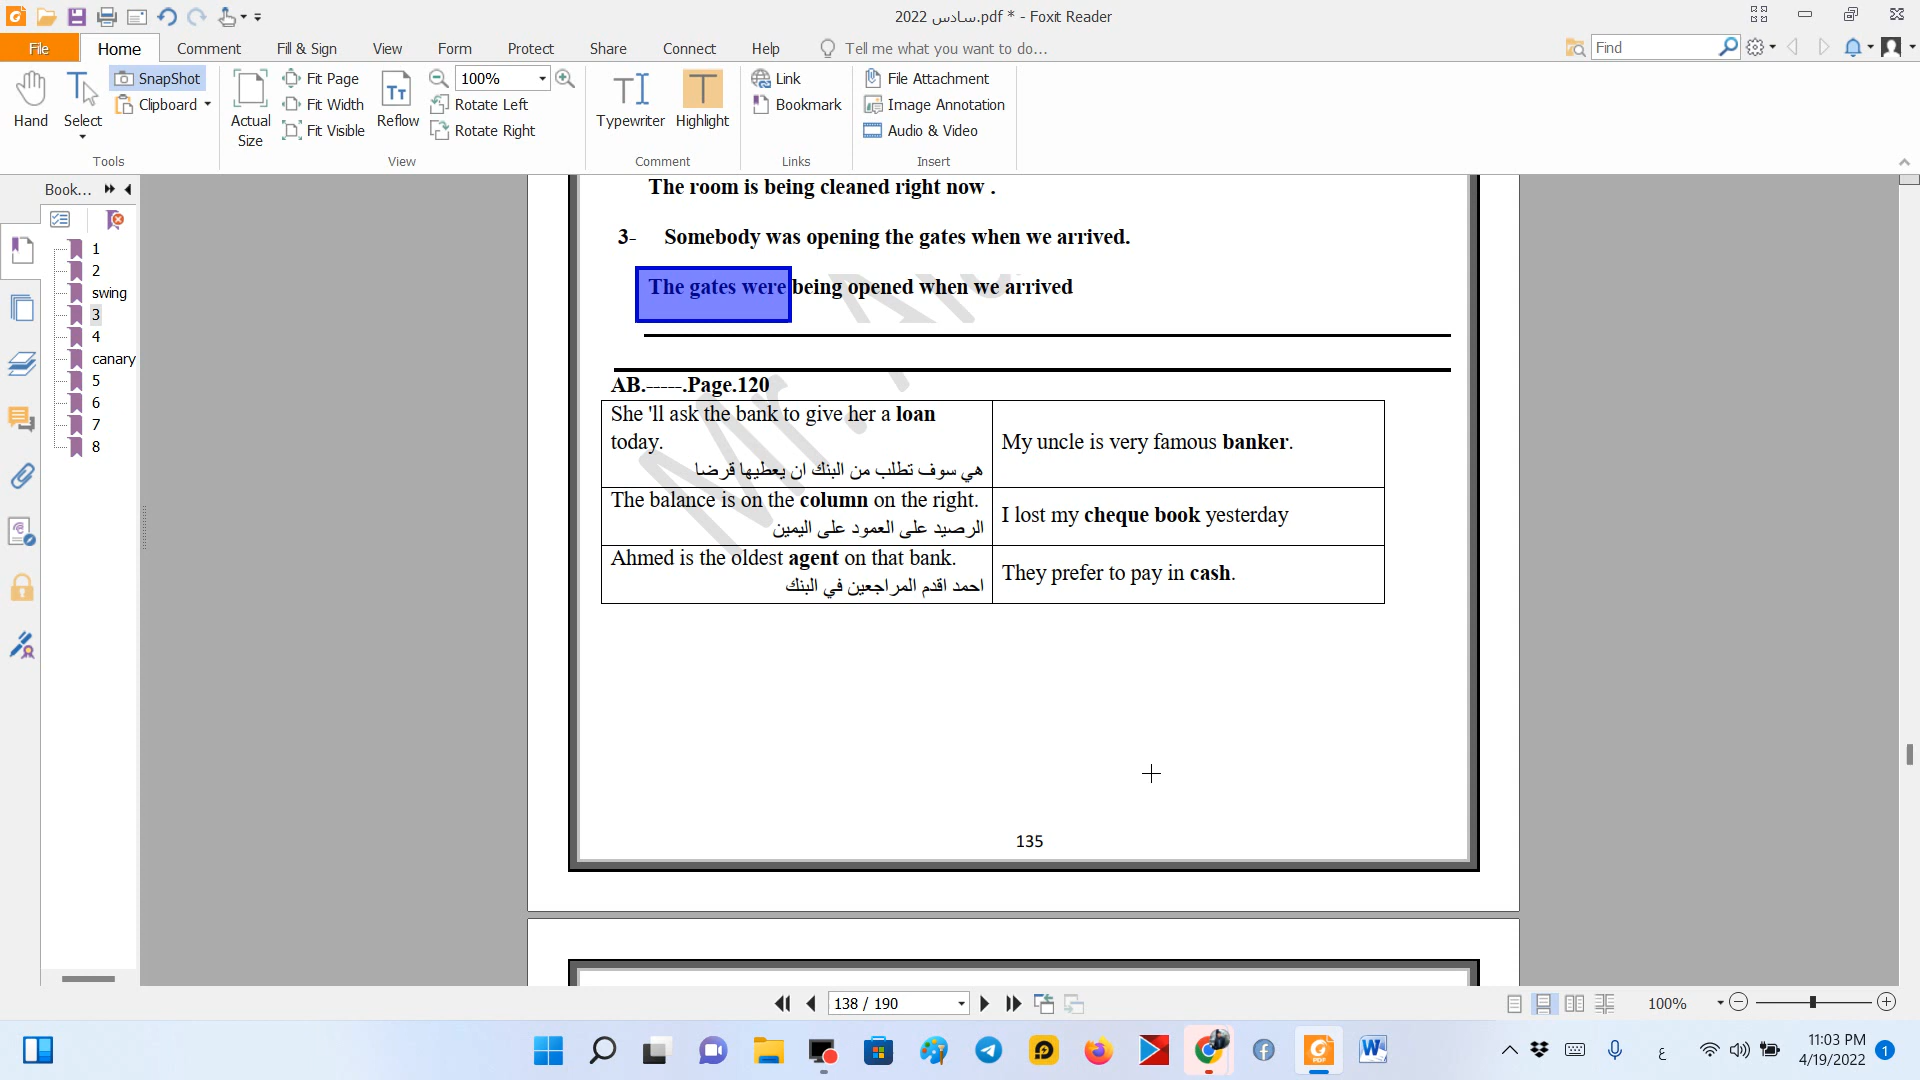 2022 سادس.pdf * - Foxit Reader
File
Home
Comment
Fill & Sign
View
Form
Protect
Share
Connect
Help
Tell me what you want to do...
Find
Hand
Select
SnapShot
Clipboard
Tools
Actual Size
Fit Page
Fit Width
Fit Visible
Reflow
100%
Rotate Left
Rotate Right
View
Typewriter
Highlight
Comment
Link
Bookmark
Links
File Attachment
Image Annotation
Audio & Video
Insert
Book...
1
2
swing
3
4
canary
5
6
7
8
The room is being cleaned right now .
3- Somebody was opening the gates when we arrived.
The gates were being opened when we arrived
AB.-----.Page.120
She 'll ask the bank to give her a loan
today.
هي سوف تطلب من البنك ان يعطيها قرضا
My uncle is very famous banker.
The balance is on the column on the right.
الرصيد على العمود على اليمين
I lost my cheque book yesterday
Ahmed is the oldest agent on that bank.
احمد اقدم المراجعين في البنك
They prefer to pay in cash.
135
138 / 190
100%
ع
11:03 PM
4/19/2022
1